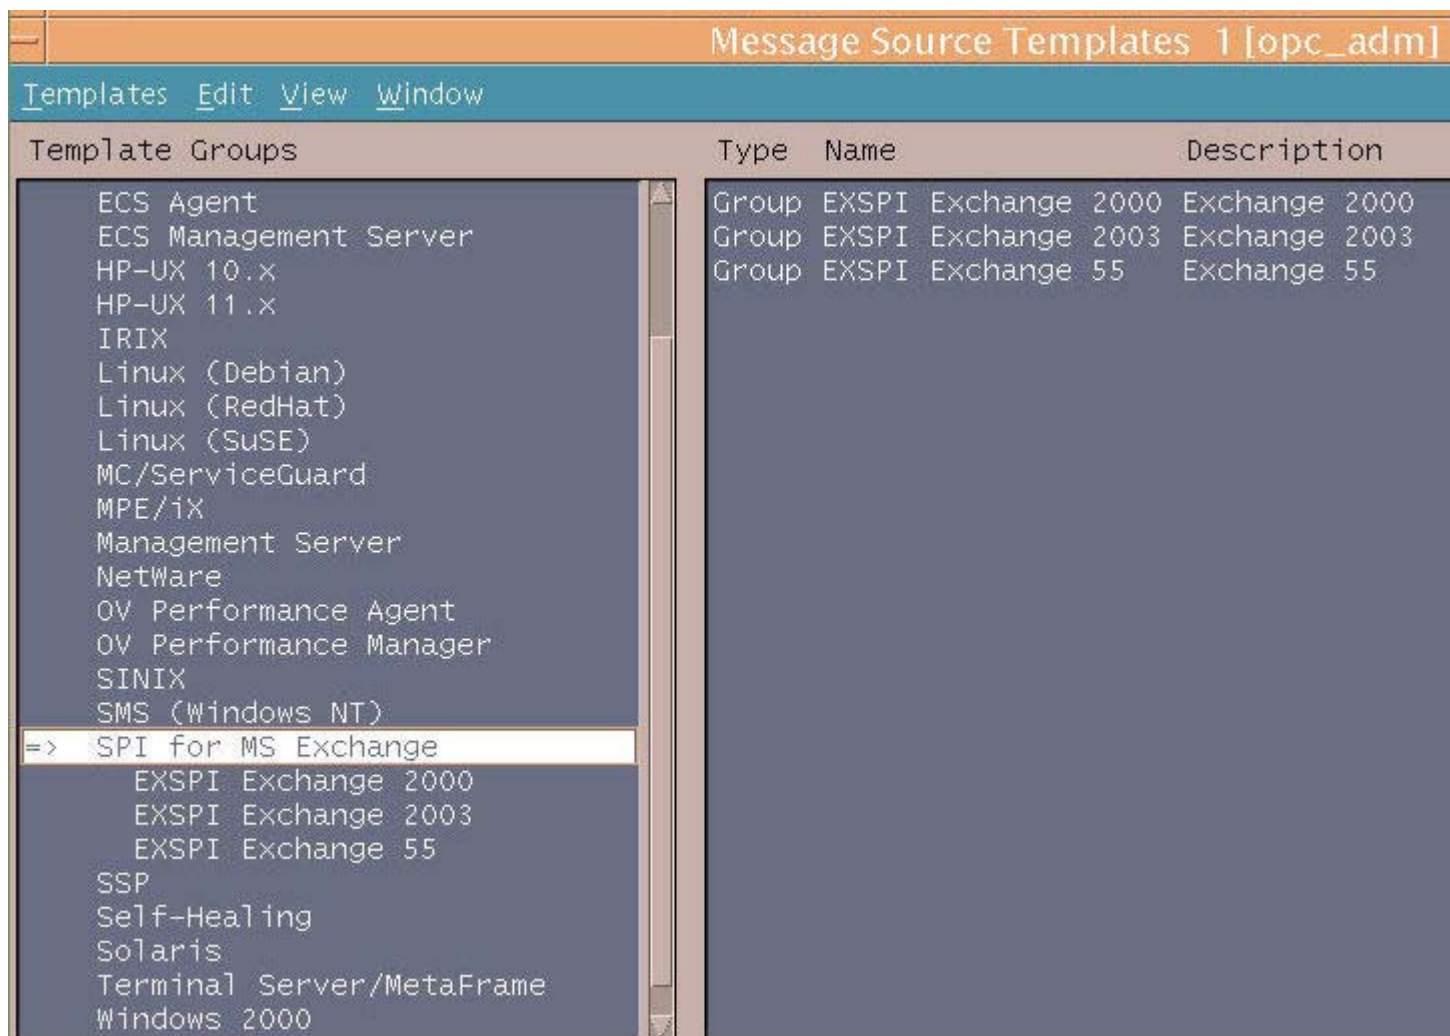 Message Source Templates 1 [opc_adm]
Templates Edit View Window
Template Groups
ECS Agent
ECS Management Server
HP-UX 10.x
HP-UX 11.x
IRIX
Linux (Debian)
Linux (RedHat)
Linux (SuSE)
MC/ServiceGuard
MPE/iX
Management Server
NetWare
OV Performance Agent
OV Performance Manager
SINIX
SMS (Windows NT)
=> SPI for MS Exchange
EXSPI Exchange 2000
EXSPI Exchange 2003
EXSPI Exchange 55
SSP
Self-Healing
Solaris
Terminal Server/MetaFrame
Windows 2000
Type Name Description
Group EXSPI Exchange 2000 Exchange 2000
Group EXSPI Exchange 2003 Exchange 2003
Group EXSPI Exchange 55 Exchange 55